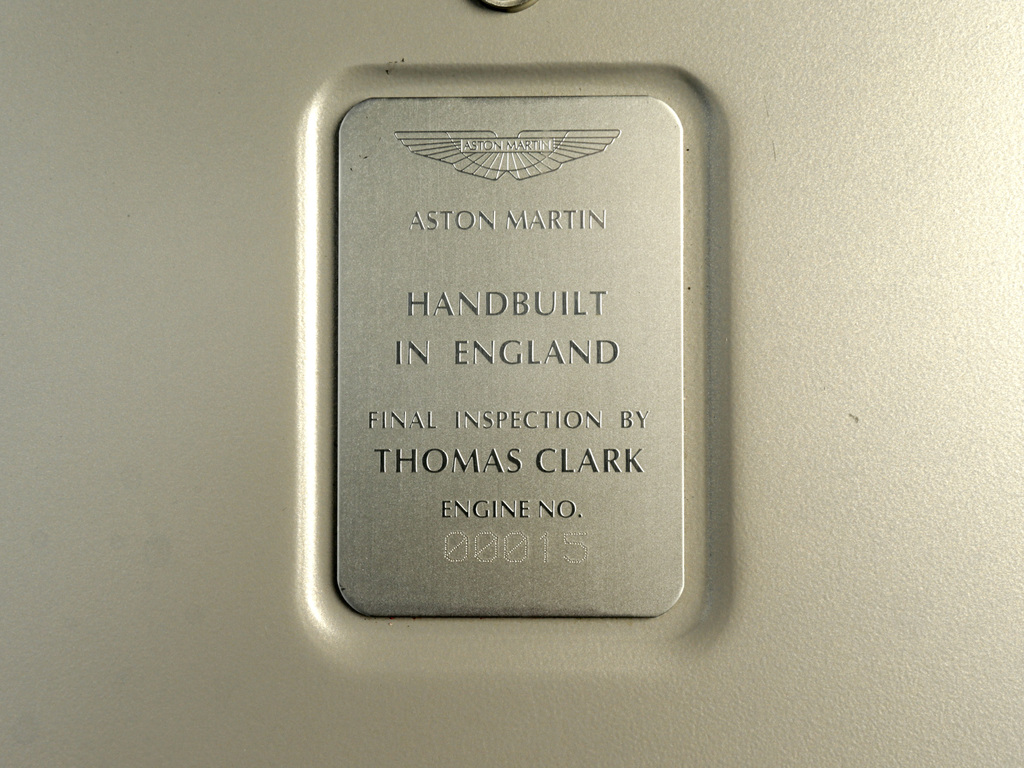 ASTON MARTIN
ASTON MARTIN
HANDBUILT
IN ENGLAND
FINAL INSPECTION BY
THOMAS CLARK
ENGINE NO.
00015